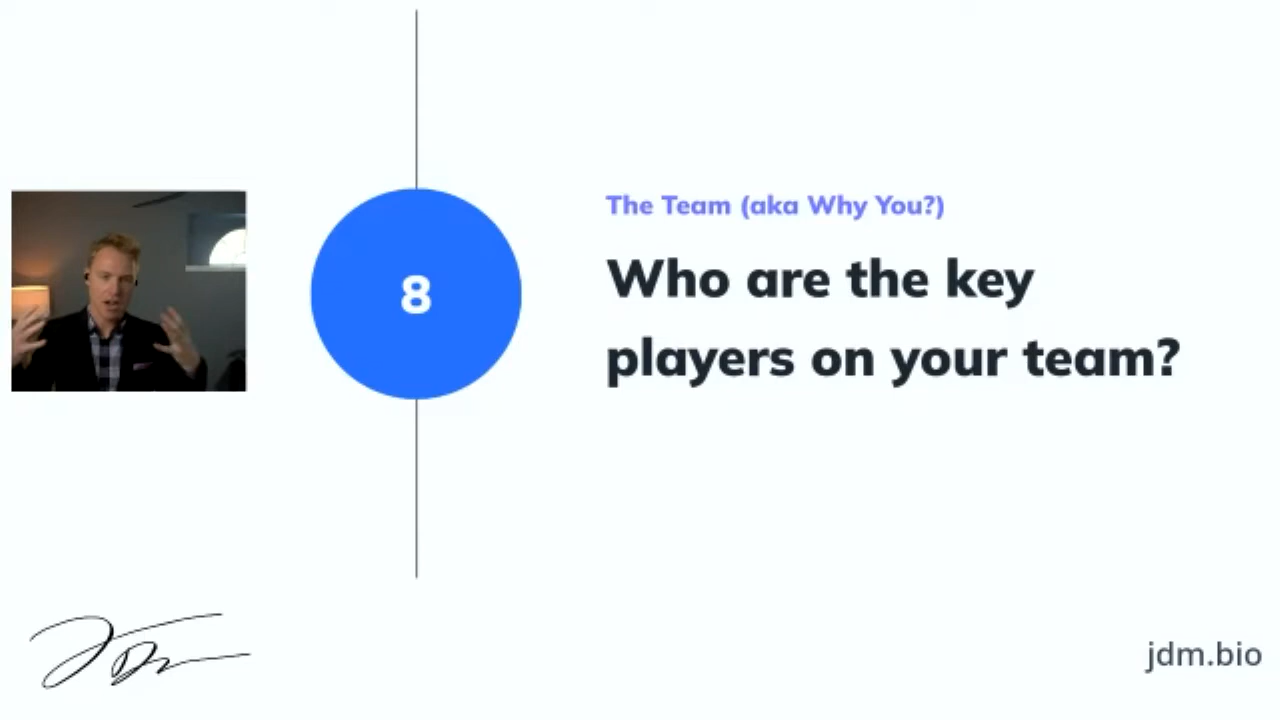 The Team (aka Why You?)
8
Who are the key
players on your team?
jdm.bio